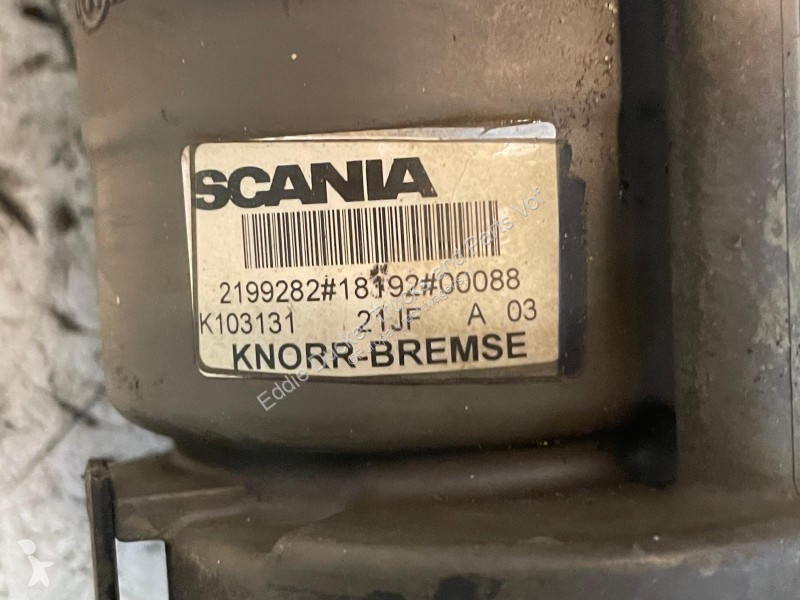 SCANIA
2199282#18192#00088
K103131 21JF A 03
KNORR-BREMSE